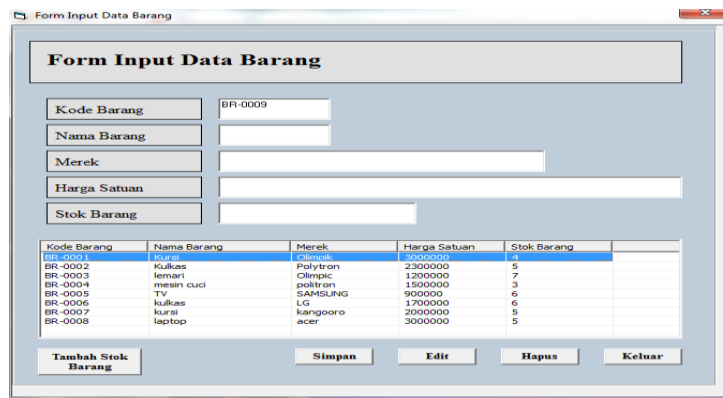 Form Input Data Barang
Form Input Data Barang
Kode Barang BR-0009
Nama Barang
Merek
Harga Satuan
Stok Barang
Kode Barang Nama Barang Merek Harga Satuan Stok Barang
BR-0001 Kursi Olimpik 3000000 4
BR-0002 Kulkas Polytron 2300000 5
BR-0003 lemari Olimpic 1200000 7
BR-0004 mesin cuci politron 1500000 3
BR-0005 TV SAMSUNG 900000 6
BR-0006 kulkas LG 1700000 6
BR-0007 kursi kangooro 2000000 5
BR-0008 laptop acer 3000000 5
Tambah Stok Barang Simpan Edit Hapus Keluar